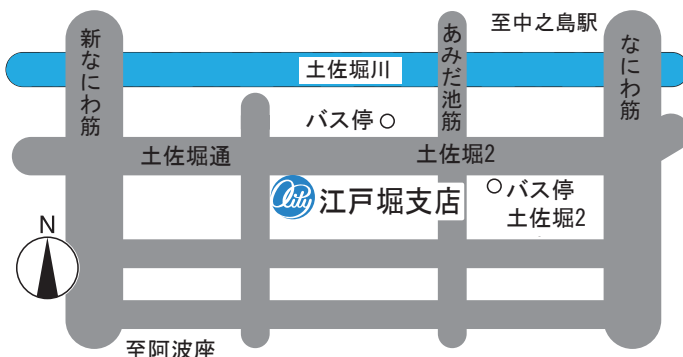 至中之島駅
新なにわ筋
あみだ池筋
なにわ筋
土佐堀川
バス停
土佐堀通
土佐堀2
City 江戸堀支店
バス停
土佐堀2
N
至阿波座